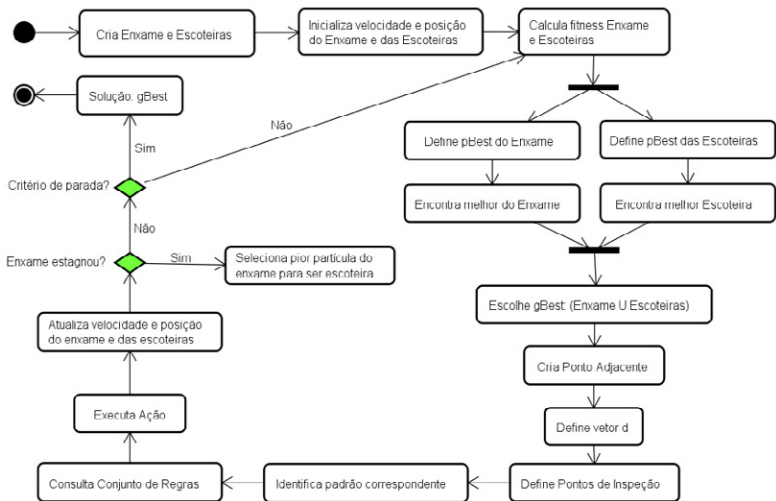 Cria Enxame e Escoteiras
Inicializa velocidade e posição
do Enxame e das Escoteiras
Calcula fitness Enxame
e Escoteiras
Solução: gBest
Não
Define pBest do Enxame
Define pBest das Escoteiras
Sim
Critério de parada?
Encontra melhor do Enxame
Encontra melhor Escoteira
Não
Enxame estagnou?
Sim
Seleciona pior partícula do
enxame para ser escoteira
Escolhe gBest: (Enxame U Escoteiras)
Atualiza velocidade e posição
do enxame e das escoteiras
Cria Ponto Adjacente
Executa Ação
Define vetor d
Consulta Conjunto de Regras
Identifica padrão correspondente
Define Pontos de Inspeção